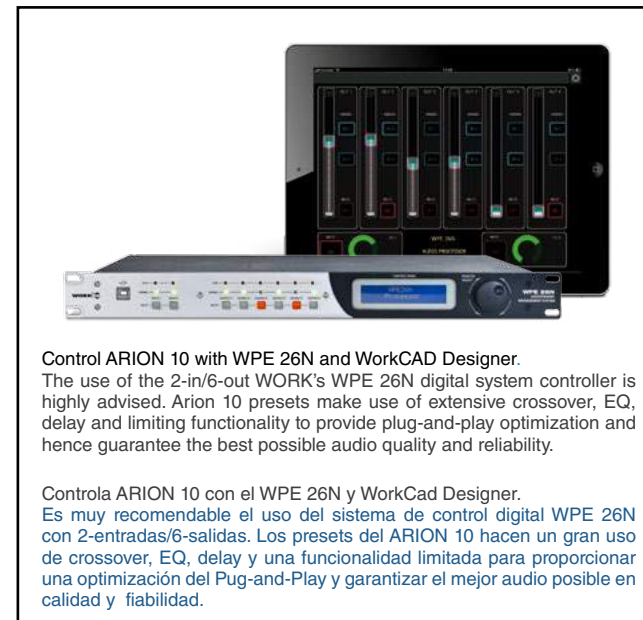 WORK
WPE 26N
Control ARION 10 with WPE 26N and WorkCAD Designer.
The use of the 2-in/6-out WORK’s WPE 26N digital system controller is
highly advised. Arion 10 presets make use of extensive crossover, EQ,
delay and limiting functionality to provide plug-and-play optimization and
hence guarantee the best possible audio quality and reliability.
Controla ARION 10 con el WPE 26N y WorkCad Designer.
Es muy recomendable el uso del sistema de control digital WPE 26N
con 2-entradas/6-salidas. Los presets del ARION 10 hacen un gran uso
de crossover, EQ, delay y una funcionalidad limitada para proporcionar
una optimización del Pug-and-Play y garantizar el mejor audio posible en
calidad y fiabilidad.